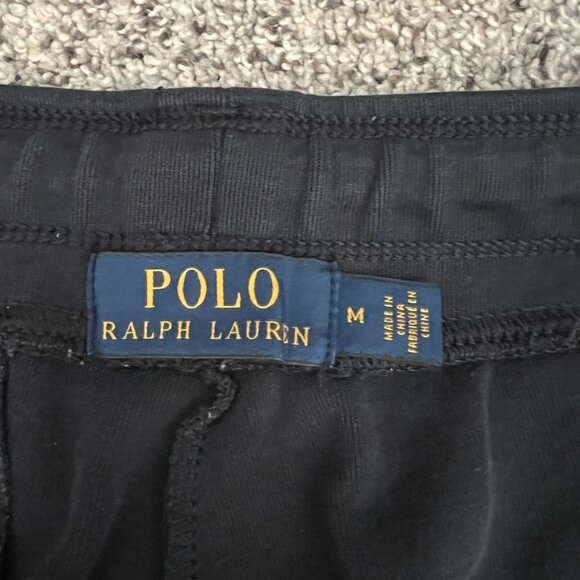 POLO
RALPH LAUREN
M
MADE IN
CHINA
FABRIQUÉ EN
CHINE